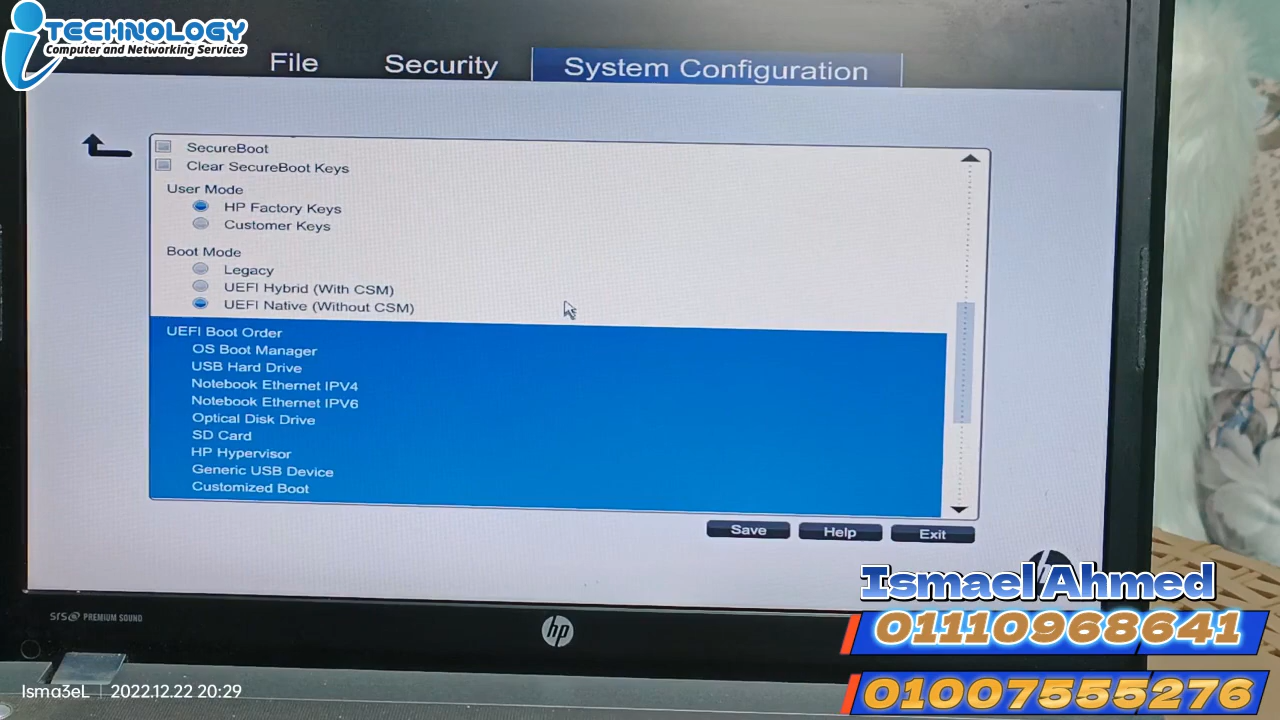 TECHNOLOGY
Computer and Networking Services
File Security System Configuration
SecureBoot
Clear SecureBoot Keys
User Mode
HP Factory Keys
Customer Keys
Boot Mode
Legacy
UEFI Hybrid (With CSM)
UEFI Native (Without CSM)
UEFI Boot Order
OS Boot Manager
USB Hard Drive
Notebook Ethernet IPV4
Notebook Ethernet IPV6
Optical Disk Drive
SD Card
HP Hypervisor
Generic USB Device
Customized Boot
Save Help Exit
SRS PREMIUM SOUND
hp
Ismael Ahmed
01110968641
01007555276
Isma3eL | 2022.12.22 20:29